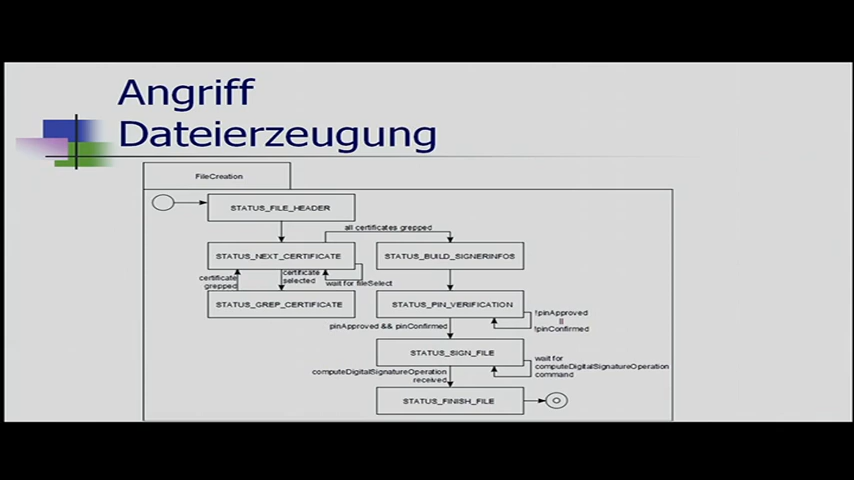 Angriff
Dateierzeugung
FileCreation
STATUS_FILE_HEADER
all certificates grepped
STATUS_NEXT_CERTIFICATE
STATUS_BUILD_SIGNERINFOS
certificate
grepped
certificate
selected
wait for fileSelect
STATUS_GREP_CERTIFICATE
STATUS_PIN_VERIFICATION
!pinApproved
||
!pinConfirmed
pinApproved && pinConfirmed
STATUS_SIGN_FILE
wait for
computeDigitalSignatureOperation
command
computeDigitalSignatureOperation
received
STATUS_FINISH_FILE